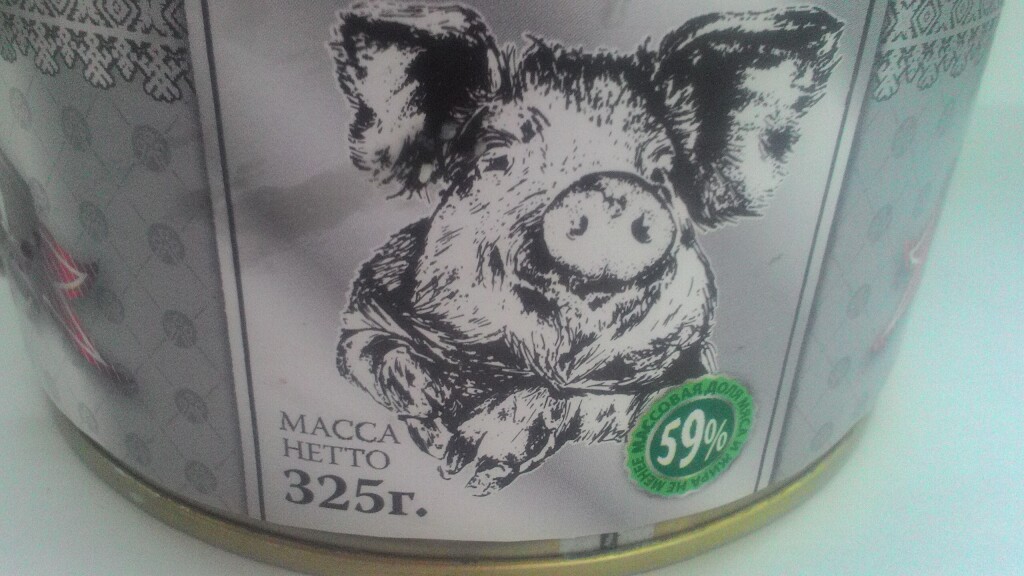 МАССА
НЕТТО
325г.
МАССОВАЯ ДОЛЯ МЯСА И ЖИРА НЕ МЕНЕЕ
59%